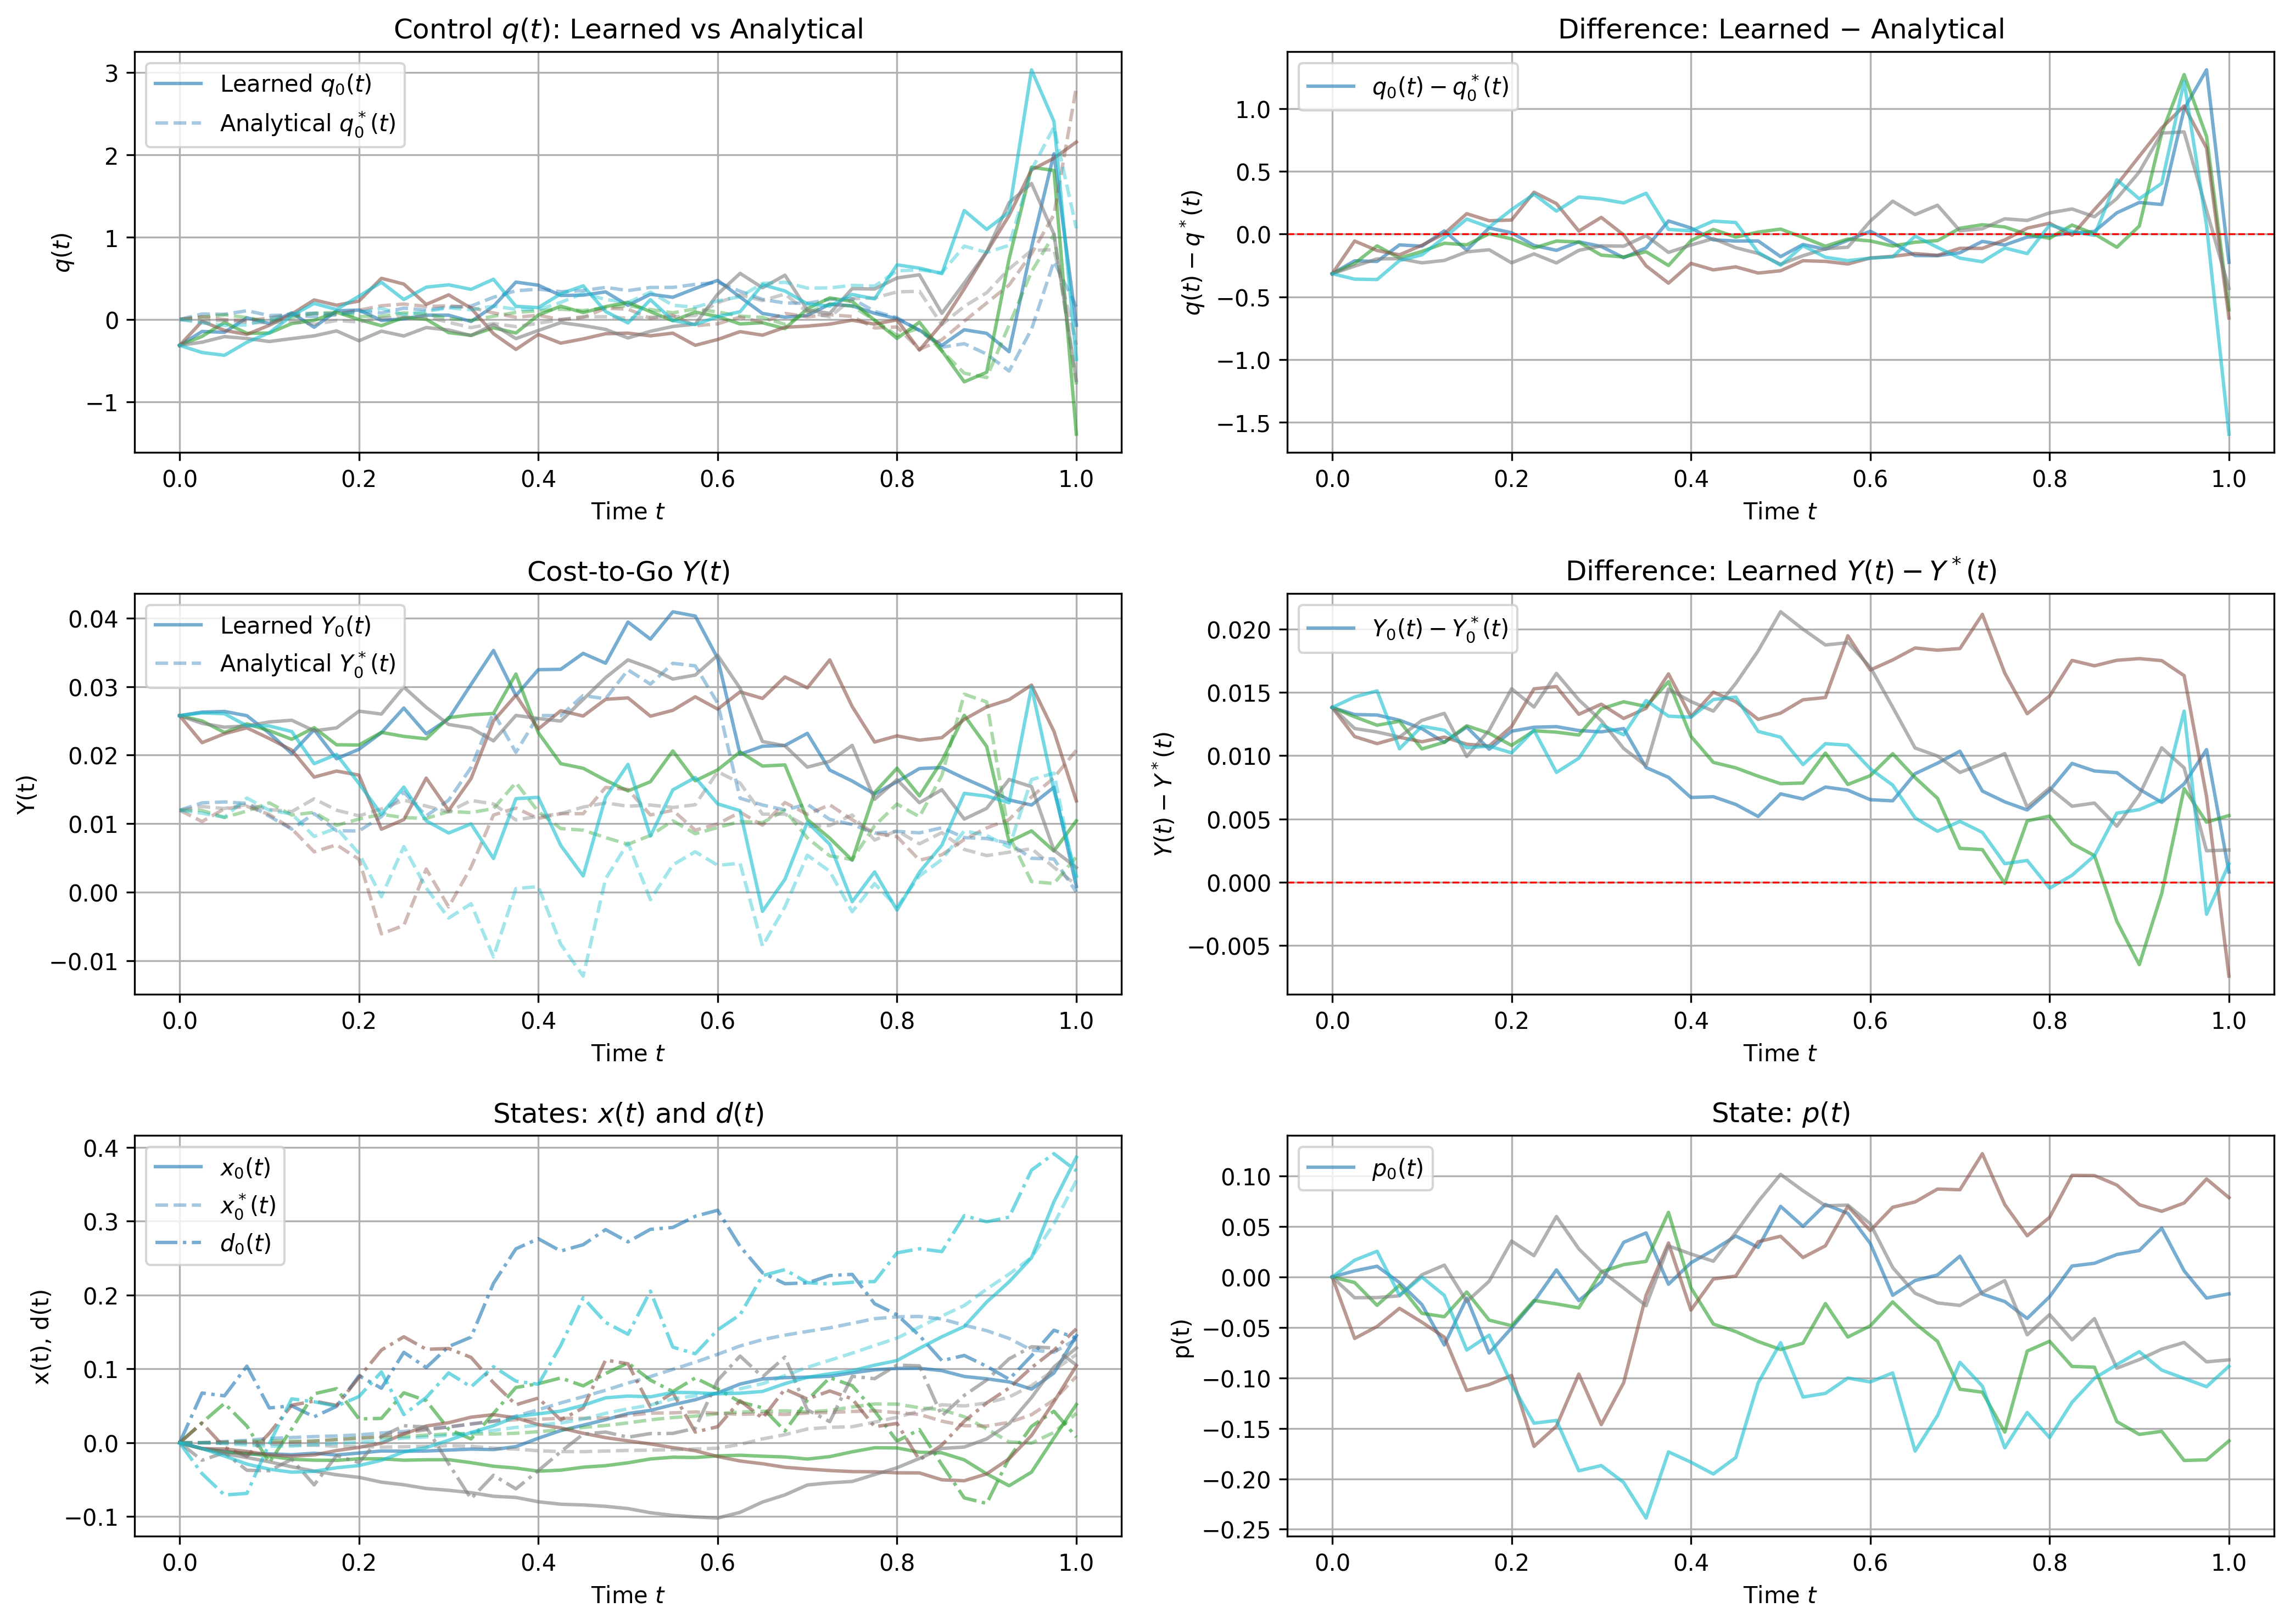 Control q(t): Learned vs Analytical
Learned q₀(t)
Analytical q₀*(t)
3
2
1
0
−1
q(t)
0.0 0.2 0.4 0.6 0.8 1.0
Time t
Difference: Learned − Analytical
q₀(t) − q₀*(t)
1.0
0.5
0.0
−0.5
−1.0
−1.5
q(t) − q*(t)
0.0 0.2 0.4 0.6 0.8 1.0
Time t
Cost-to-Go Y(t)
Learned Y₀(t)
Analytical Y₀*(t)
0.04
0.03
0.02
0.01
0.00
−0.01
Y(t)
0.0 0.2 0.4 0.6 0.8 1.0
Time t
Difference: Learned Y(t) − Y*(t)
Y₀(t) − Y₀*(t)
0.020
0.015
0.010
0.005
0.000
−0.005
Y(t) − Y*(t)
0.0 0.2 0.4 0.6 0.8 1.0
Time t
States: x(t) and d(t)
x₀(t)
x₀*(t)
d₀(t)
0.4
0.3
0.2
0.1
0.0
−0.1
x(t), d(t)
0.0 0.2 0.4 0.6 0.8 1.0
Time t
State: p(t)
p₀(t)
0.10
0.05
0.00
−0.05
−0.10
−0.15
−0.20
−0.25
p(t)
0.0 0.2 0.4 0.6 0.8 1.0
Time t